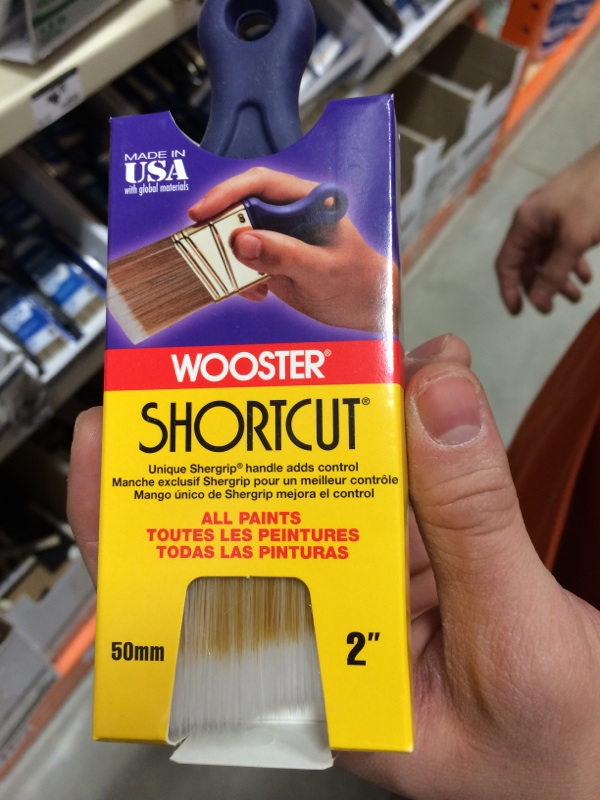 MADE IN
USA
with global materials
WOOSTER®
SHORTCUT®
Unique Shergrip® handle adds control
Manche exclusif Shergrip pour un meilleur contrôle
Mango único de Shergrip mejora el control
ALL PAINTS
TOUTES LES PEINTURES
TODAS LAS PINTURAS
50mm
2"